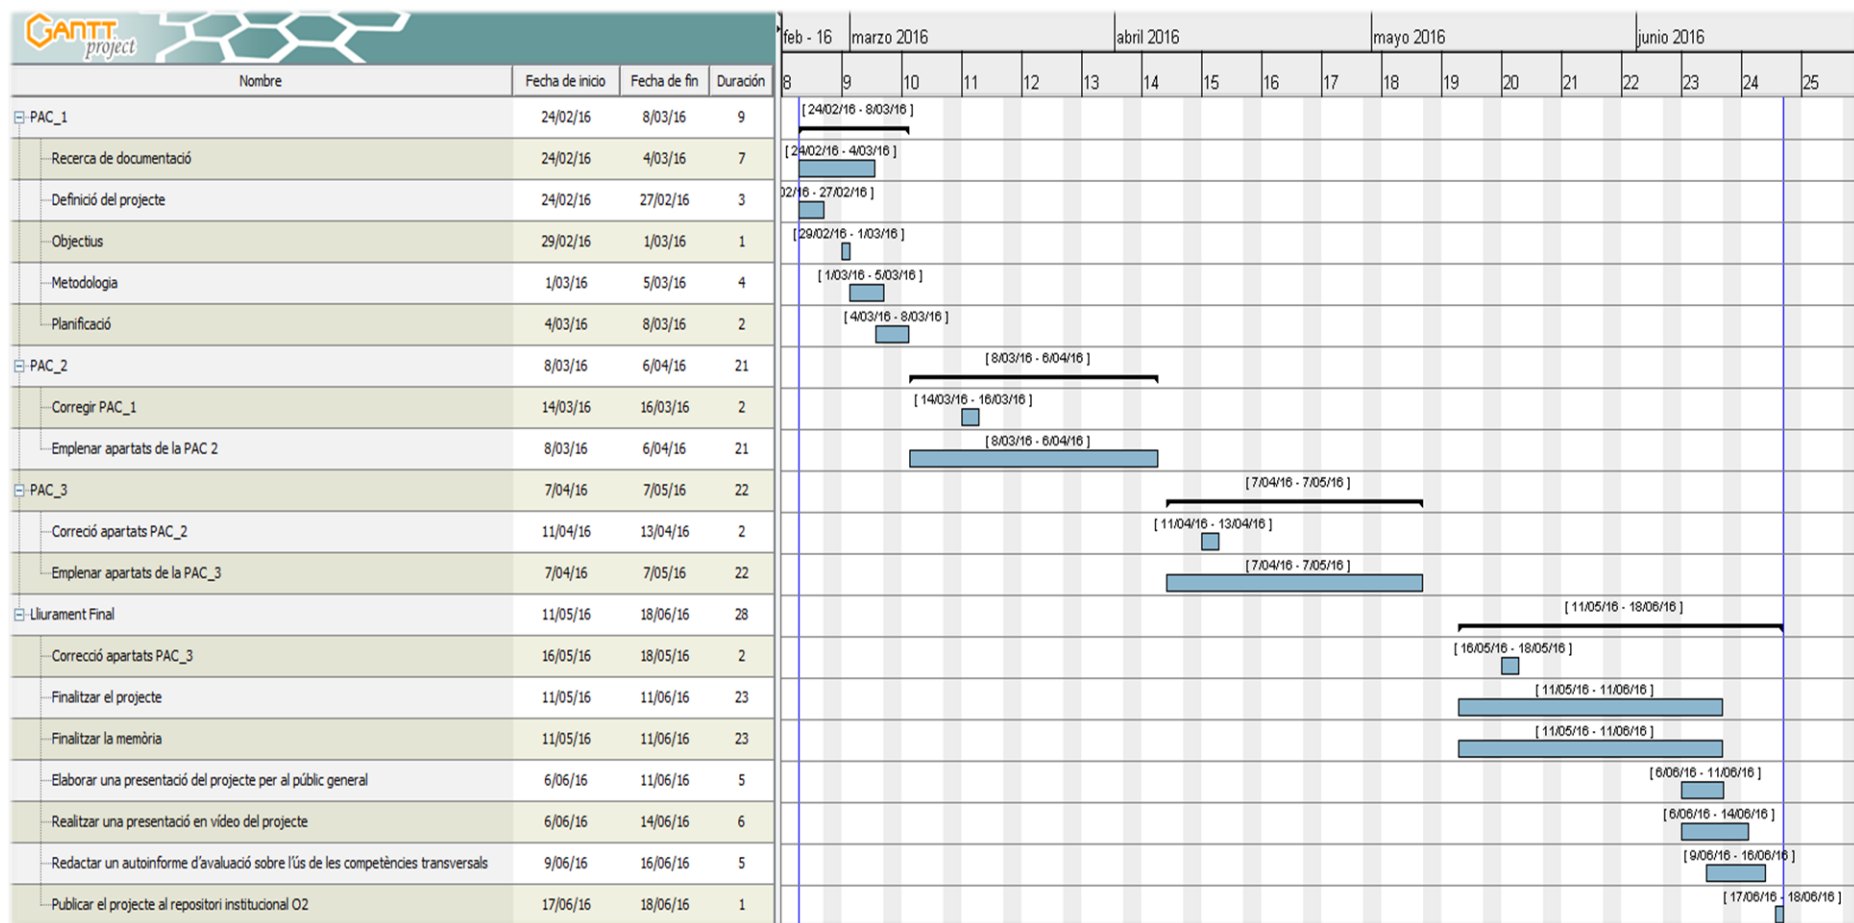 GANTT
project
feb - 16 marzo 2016 abril 2016 mayo 2016 junio 2016
Nombre Fecha de inicio Fecha de fin Duración 8 9 10 11 12 13 14 15 16 17 18 19 20 21 22 23 24 25
PAC_1 24/02/16 8/03/16 9 [ 24/02/16 - 8/03/16 ]
Recerca de documentació 24/02/16 4/03/16 7 [ 24/02/16 - 4/03/16 ]
Definició del projecte 24/02/16 27/02/16 3 02/16 - 27/02/16 ]
Objectius 29/02/16 1/03/16 1 [ 29/02/16 - 1/03/16 ]
Metodologia 1/03/16 5/03/16 4 [ 1/03/16 - 5/03/16 ]
Planificació 4/03/16 8/03/16 2 [ 4/03/16 - 8/03/16 ]
PAC_2 8/03/16 6/04/16 21 [ 8/03/16 - 6/04/16 ]
Corregir PAC_1 14/03/16 16/03/16 2 [ 14/03/16 - 16/03/16 ]
Emplenar apartats de la PAC 2 8/03/16 6/04/16 21 [ 8/03/16 - 6/04/16 ]
PAC_3 7/04/16 7/05/16 22 [ 7/04/16 - 7/05/16 ]
Correció apartats PAC_2 11/04/16 13/04/16 2 [ 11/04/16 - 13/04/16 ]
Emplenar apartats de la PAC_3 7/04/16 7/05/16 22 [ 7/04/16 - 7/05/16 ]
Lliurament Final 11/05/16 18/06/16 28 [ 11/05/16 - 18/06/16 ]
Correcció apartats PAC_3 16/05/16 18/05/16 2 [ 16/05/16 - 18/05/16 ]
Finalitzar el projecte 11/05/16 11/06/16 23 [ 11/05/16 - 11/06/16 ]
Finalitzar la memòria 11/05/16 11/06/16 23 [ 11/05/16 - 11/06/16 ]
Elaborar una presentació del projecte per al públic general 6/06/16 11/06/16 5 [ 6/06/16 - 11/06/16 ]
Realitzar una presentació en vídeo del projecte 6/06/16 14/06/16 6 [ 6/06/16 - 14/06/16 ]
Redactar un autoinforme d'avaluació sobre l'ús de les competències transversals 9/06/16 16/06/16 5 [ 9/06/16 - 16/06/16 ]
Publicar el projecte al repositori institucional O2 17/06/16 18/06/16 1 [ 17/06/16 - 18/06/16 ]